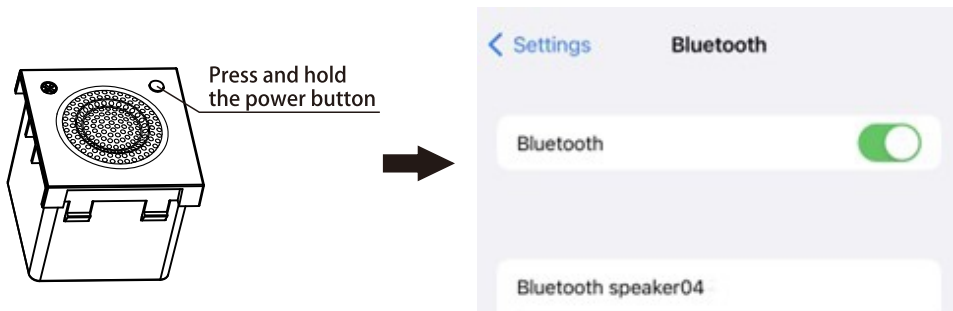 Press and hold
the power button
Settings
Bluetooth
Bluetooth
Bluetooth speaker04